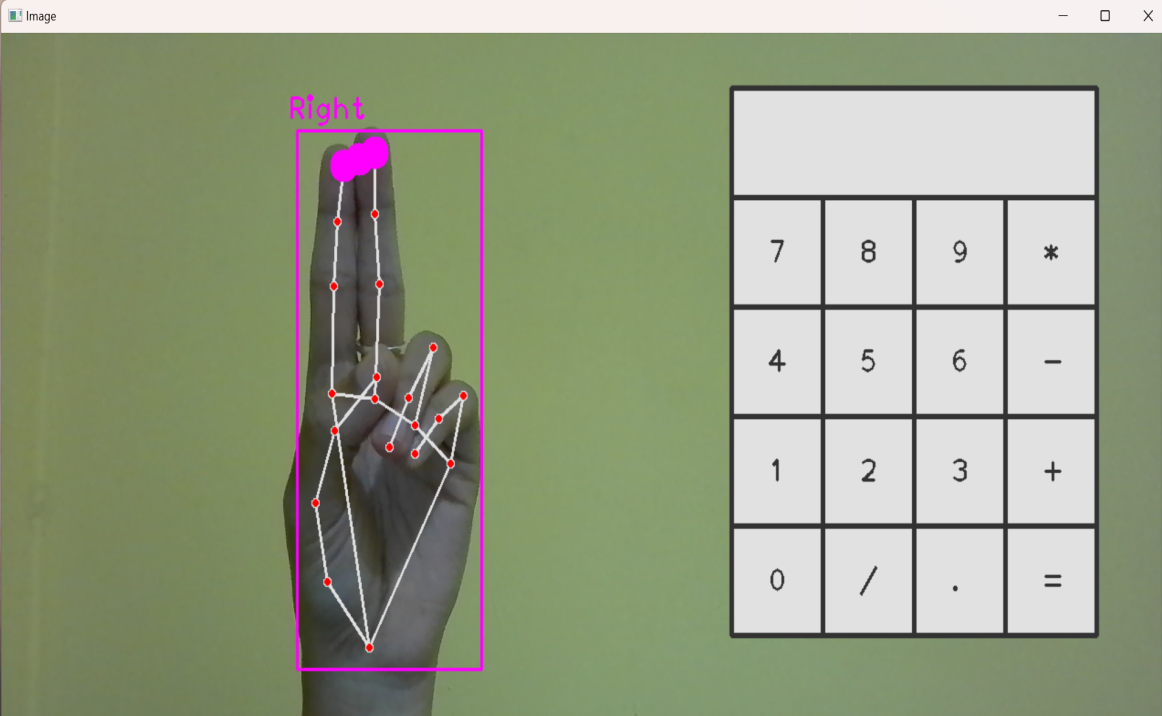 Image
Right
7 8 9 *
4 5 6 -
1 2 3 +
0 / . =